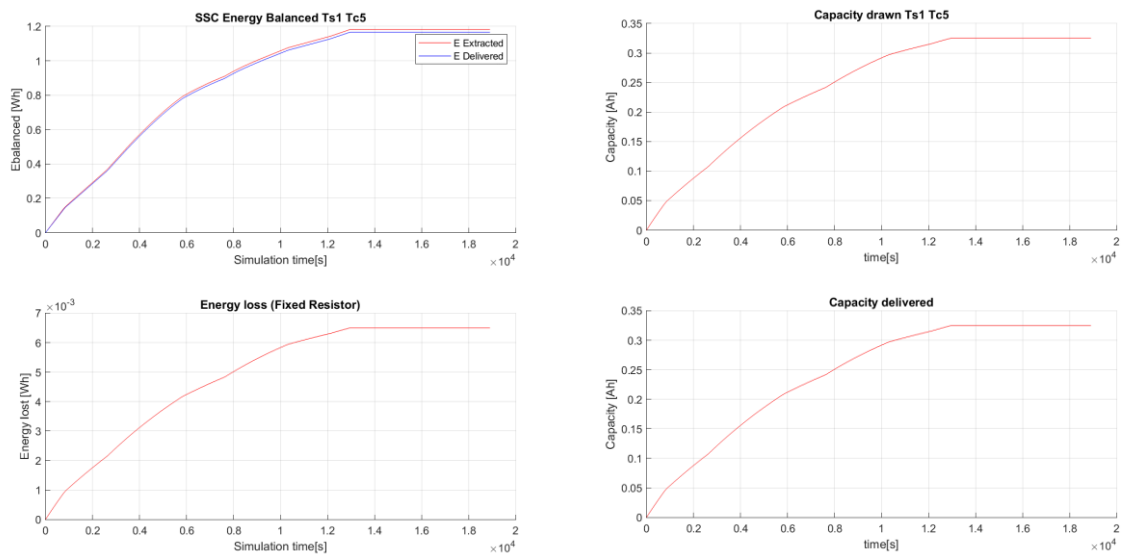 SSC Energy Balanced Ts1 Tc5
1.2
1
0.8
0.6
0.4
0.2
0
Ebalanced [Wh]
E Extracted
E Delivered
0 0.2 0.4 0.6 0.8 1 1.2 1.4 1.6 1.8 2
Simulation time[s]
×10^4
Capacity drawn Ts1 Tc5
0.35
0.3
0.25
0.2
0.15
0.1
0.05
0
Capacity [Ah]
0 0.2 0.4 0.6 0.8 1 1.2 1.4 1.6 1.8 2
time[s]
×10^4
Energy loss (Fixed Resistor)
×10^-3
7
6
5
4
3
2
1
0
Energy lost [Wh]
0 0.2 0.4 0.6 0.8 1 1.2 1.4 1.6 1.8 2
Simulation time[s]
×10^4
Capacity delivered
0.35
0.3
0.25
0.2
0.15
0.1
0.05
0
Capacity [Ah]
0 0.2 0.4 0.6 0.8 1 1.2 1.4 1.6 1.8 2
time[s]
×10^4